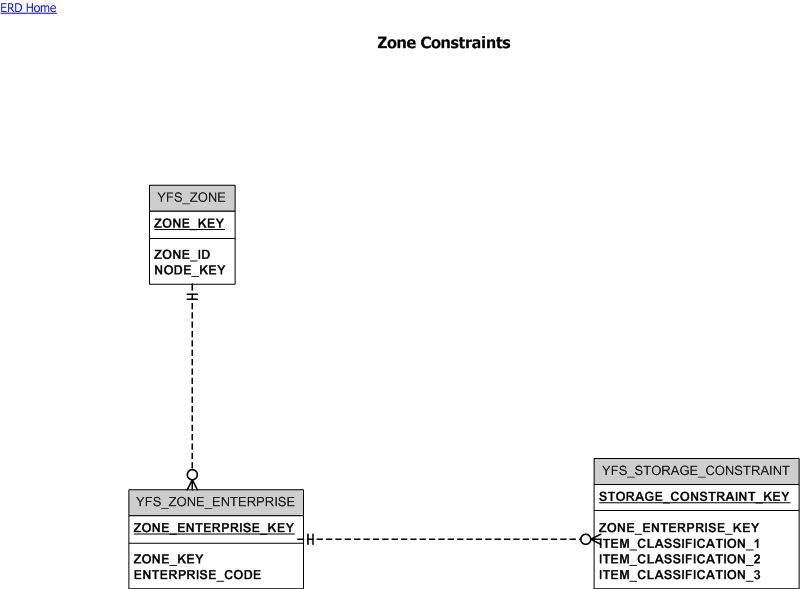 ERD Home
Zone Constraints
YFS_ZONE
ZONE_KEY
ZONE_ID
NODE_KEY
YFS_ZONE_ENTERPRISE
ZONE_ENTERPRISE_KEY
ZONE_KEY
ENTERPRISE_CODE
YFS_STORAGE_CONSTRAINT
STORAGE_CONSTRAINT_KEY
ZONE_ENTERPRISE_KEY
ITEM_CLASSIFICATION_1
ITEM_CLASSIFICATION_2
ITEM_CLASSIFICATION_3